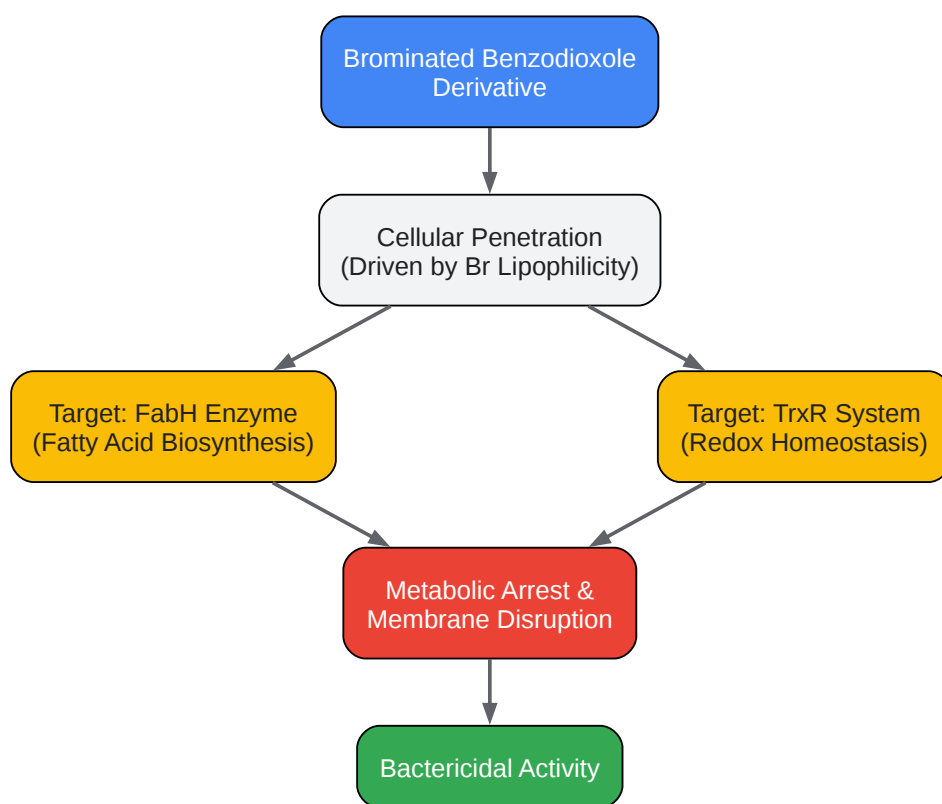 Brominated Benzodioxole
Derivative
Cellular Penetration
(Driven by Br Lipophilicity)
Target: FabH Enzyme
(Fatty Acid Biosynthesis)
Target: TrxR System
(Redox Homeostasis)
Metabolic Arrest &
Membrane Disruption
Bactericidal Activity